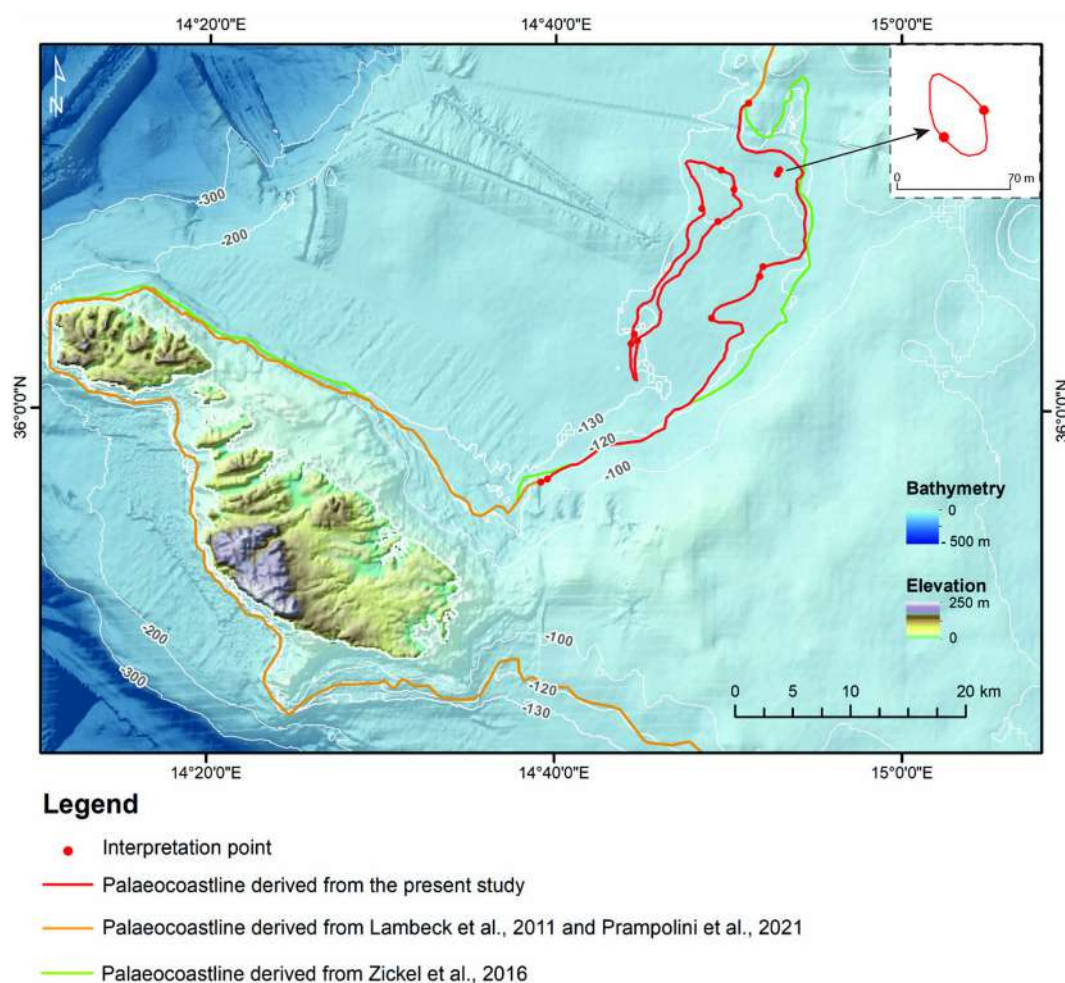 14°20'0"E 14°40'0"E 15°0'0"E
N
0 70 m
-300
-200
36°0'0"N 36°0'0"N
-130
-120
-100
Bathymetry
0
- 500 m
Elevation
250 m
0
-200
-300
-100
-120
-130
0 5 10 20 km
14°20'0"E 14°40'0"E 15°0'0"E
Legend
Interpretation point
Palaeocoastline derived from the present study
Palaeocoastline derived from Lambeck et al., 2011 and Prampolini et al., 2021
Palaeocoastline derived from Zickel et al., 2016